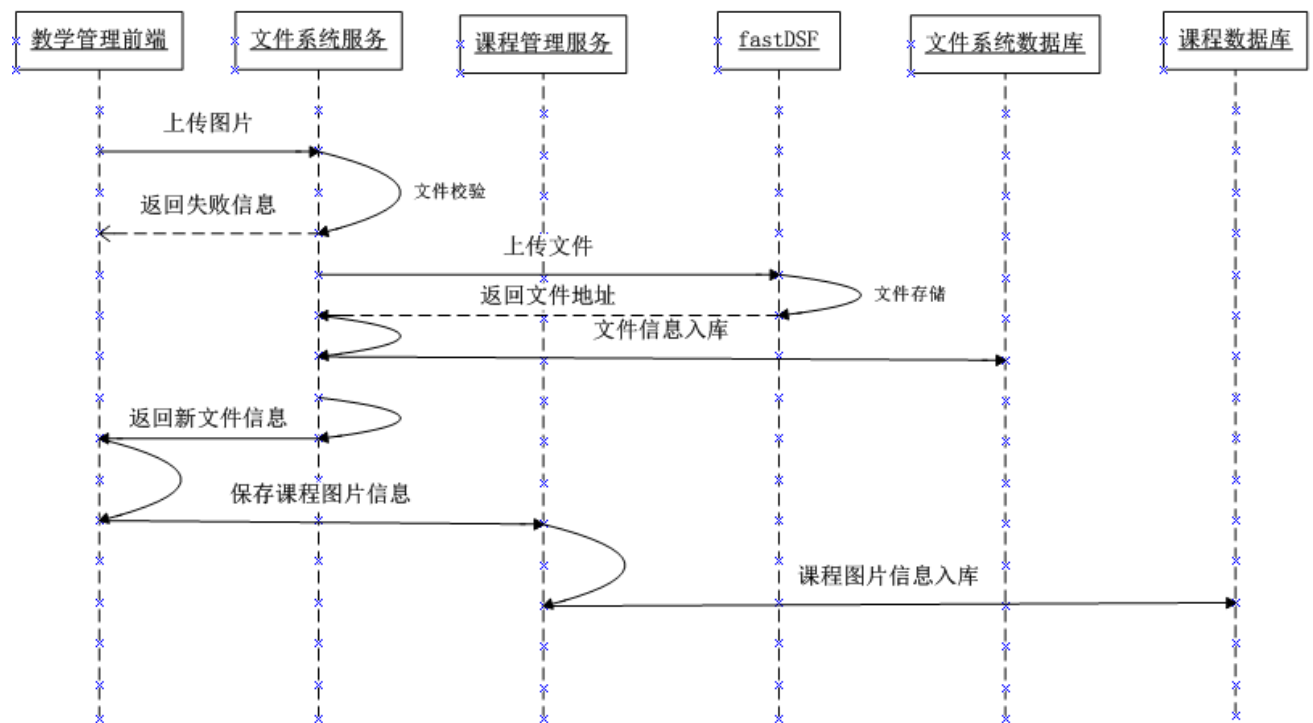 教学管理前端
文件系统服务
课程管理服务
fastDSF
文件系统数据库
课程数据库
上传图片
文件校验
返回失败信息
上传文件
返回文件地址
文件存储
文件信息入库
返回新文件信息
保存课程图片信息
课程图片信息入库